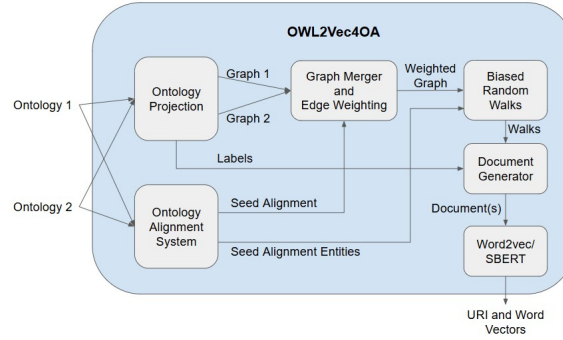 OWL2Vec4OA
Ontology 1
Ontology 2
Ontology
Projection
Graph 1
Graph 2
Graph Merger
and
Edge Weighting
Weighted
Graph
Biased
Random
Walks
Walks
Labels
Document
Generator
Ontology
Alignment
System
Seed Alignment
Seed Alignment Entities
Document(s)
Word2vec/
SBERT
URI and Word
Vectors